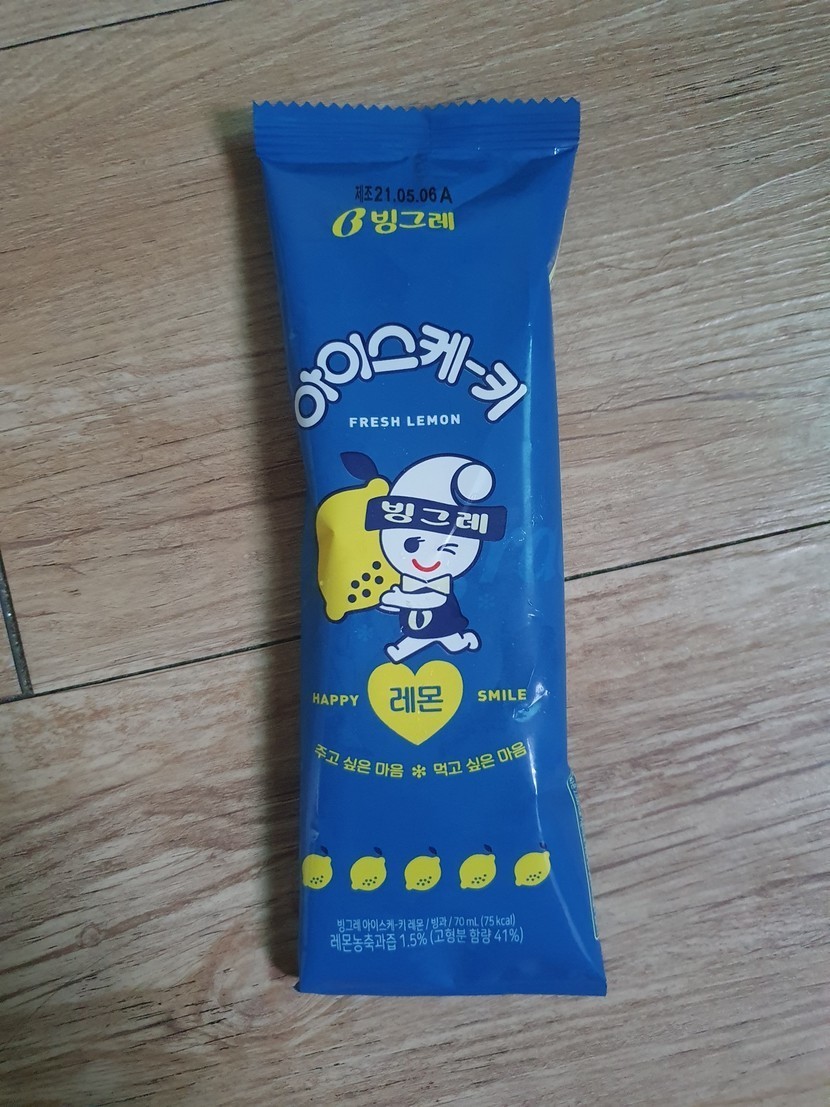 제조21.05.06 A
빙그레
아이스케-키
FRESH LEMON
빙그레
HAPPY 레몬 SMILE
주고 싶은 마음 * 먹고 싶은 마음
빙그레 아이스케-키 레몬 / 빙과 / 70 mL (75 kcal)
레몬농축과즙 1.5% (고형분 함량 41%)